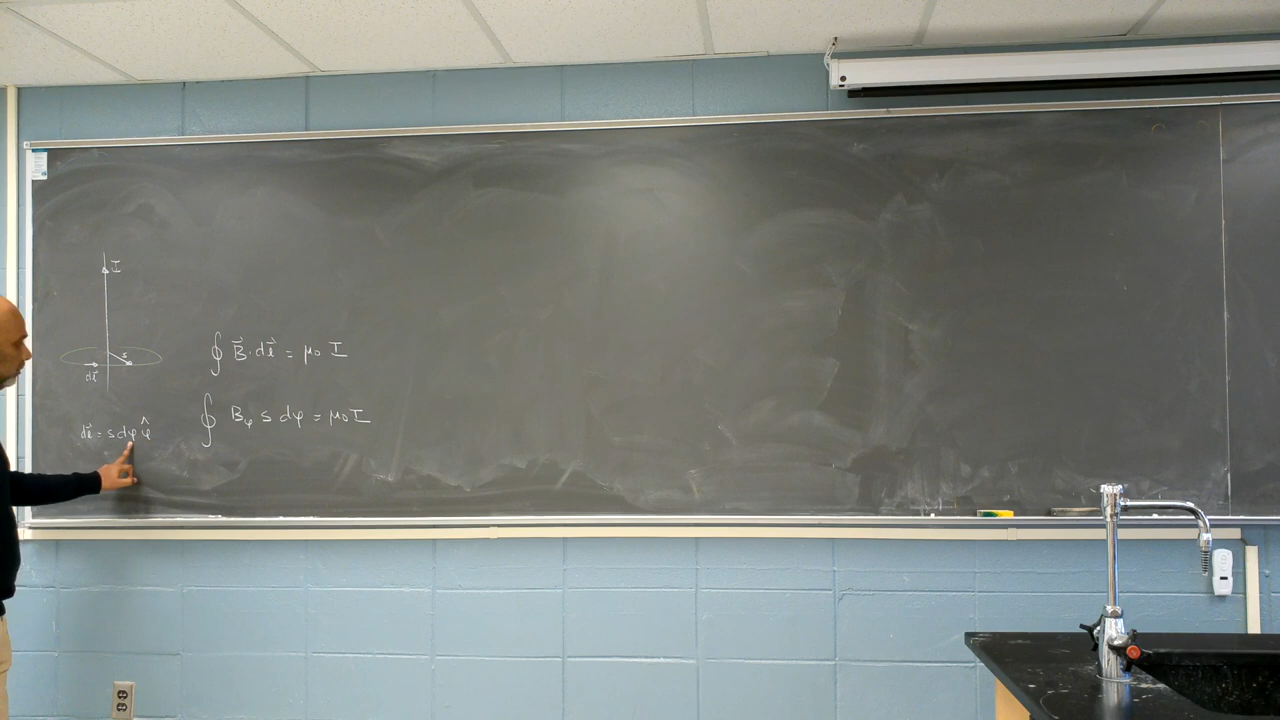 I
s
dl⃗
∮ B⃗·dl⃗ = μ₀ I
∮ B_φ s dφ = μ₀ I
dl⃗ = s dφ φ̂